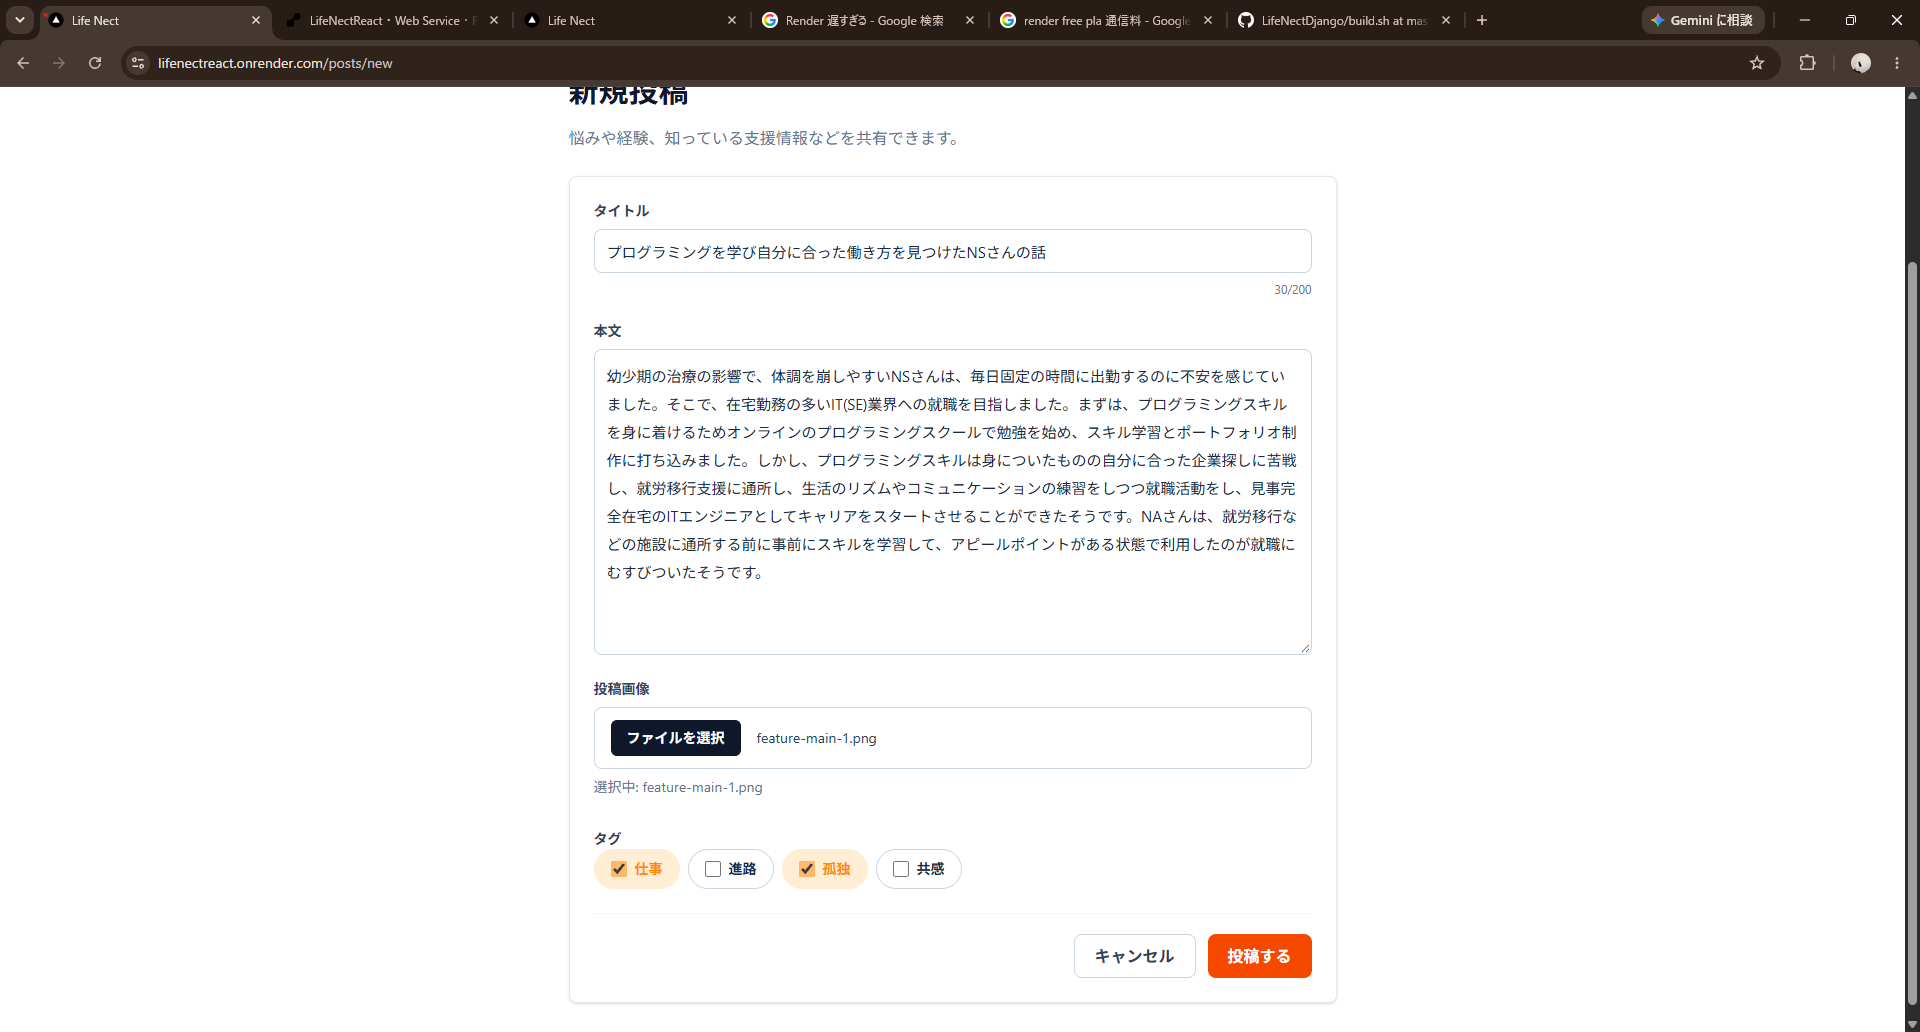 Life Nect
LifeNectReact・Web Service・
Life Nect
Render 遅すぎる - Google 検索
render free pla 通信料 - Google
LifeNectDjango/build.sh at mas
Gemini に相談
lifenectreact.onrender.com/posts/new
新規投稿
悩みや経験、知っている支援情報などを共有できます。
タイトル
プログラミングを学び自分に合った働き方を見つけたNSさんの話
30/200
本文
幼少期の治療の影響で、体調を崩しやすいNSさんは、毎日固定の時間に出勤するのに不安を感じてい
ました。そこで、在宅勤務の多いIT(SE)業界への就職を目指しました。まずは、プログラミングスキル
を身に着けるためオンラインのプログラミングスクールで勉強を始め、スキル学習とポートフォリオ制
作に打ち込みました。しかし、プログラミングスキルは身についたものの自分に合った企業探しに苦戦
し、就労移行支援に通所し、生活のリズムやコミュニケーションの練習をしつつ就職活動をし、見事完
全在宅のITエンジニアとしてキャリアをスタートさせることができたそうです。NAさんは、就労移行な
どの施設に通所する前に事前にスキルを学習して、アピールポイントがある状態で利用したのが就職に
むすびついたそうです。
投稿画像
ファイルを選択 feature-main-1.png
選択中: feature-main-1.png
タグ
仕事 進路 孤独 共感
キャンセル 投稿する